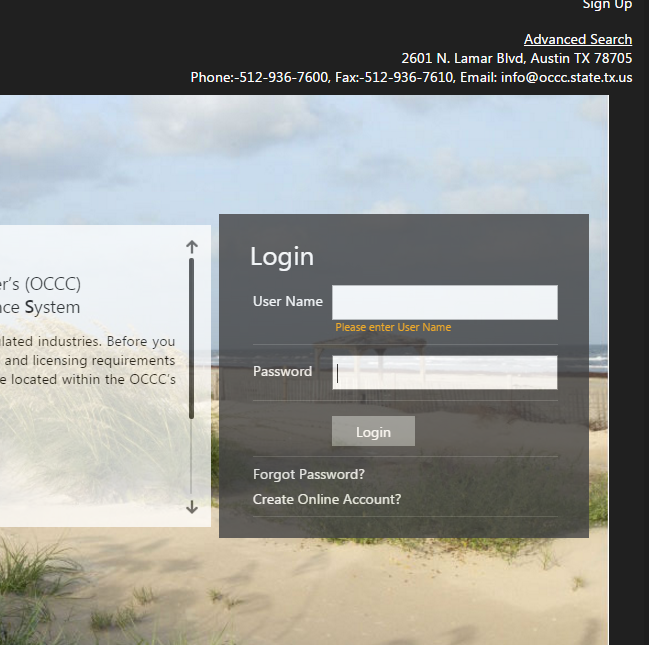 Sign Up
Advanced Search
2601 N. Lamar Blvd, Austin TX 78705
Phone:-512-936-7600, Fax:-512-936-7610, Email: info@occc.state.tx.us
er's (OCCC)
nce System
ulated industries. Before you
and licensing requirements
e located within the OCCC's
Login
User Name
Please enter User Name
Password
Login
Forgot Password?
Create Online Account?